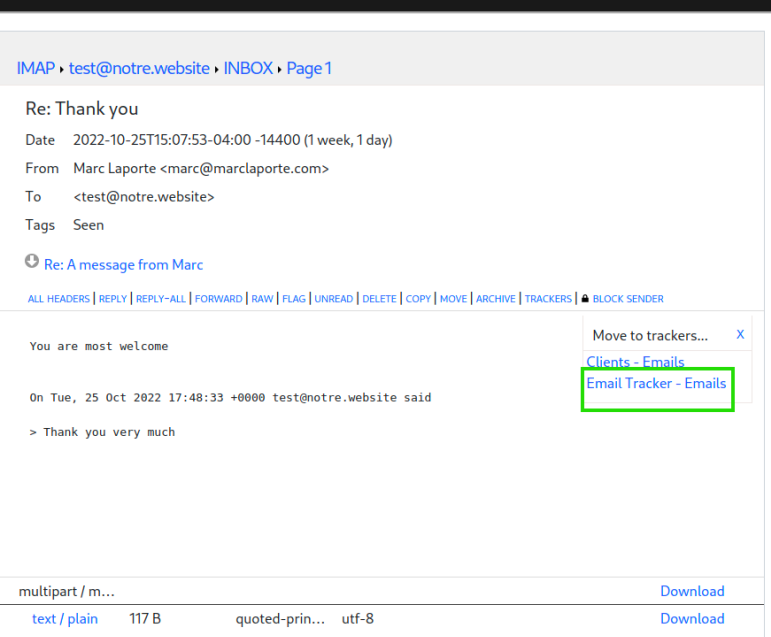 IMAP › test@notre.website › INBOX › Page 1
Re: Thank you
Date 2022-10-25T15:07:53-04:00 -14400 (1 week, 1 day)
From Marc Laporte <marc@marclaporte.com>
To <test@notre.website>
Tags Seen
Re: A message from Marc
ALL HEADERS | REPLY | REPLY-ALL | FORWARD | RAW | FLAG | UNREAD | DELETE | COPY | MOVE | ARCHIVE | TRACKERS | BLOCK SENDER
Move to trackers... X
Clients - Emails
Email Tracker - Emails
You are most welcome
On Tue, 25 Oct 2022 17:48:33 +0000 test@notre.website said
> Thank you very much
multipart / m... Download
text / plain 117 B quoted-prin... utf-8 Download